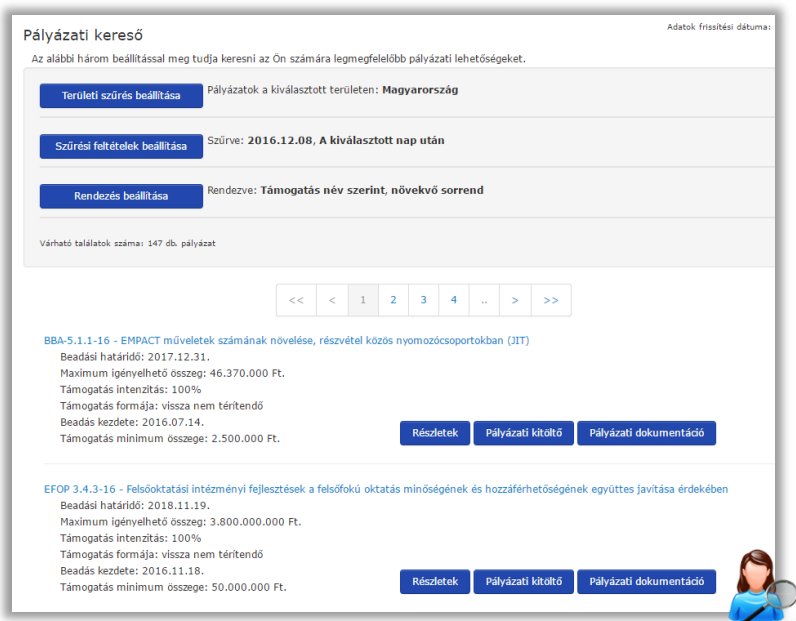 Pályázati kereső
Adatok frissítési dátuma:
Az alábbi három beállítással meg tudja keresni az Ön számára legmegfelelőbb pályázati lehetőségeket.
Területi szűrés beállítása
Pályázatok a kiválasztott területen: Magyarország
Szűrési feltételek beállítása
Szűrve: 2016.12.08, A kiválasztott nap után
Rendezés beállítása
Rendezve: Támogatás név szerint, növekvő sorrend
Várható találatok száma: 147 db. pályázat
<< < 1 2 3 4 .. > >>
BBA-5.1.1-16 - EMPACT műveletek számának növelése, részvétel közös nyomozócsoportokban (JIT)
Beadási határidő: 2017.12.31.
Maximum igényelhető összeg: 46.370.000 Ft.
Támogatás intenzitás: 100%
Támogatás formája: vissza nem térítendő
Beadás kezdete: 2016.07.14.
Támogatás minimum összege: 2.500.000 Ft.
Részletek Pályázati kitöltő Pályázati dokumentáció
EFOP 3.4.3-16 - Felsőoktatási intézményi fejlesztések a felsőfokú oktatás minőségének és hozzáférhetőségének együttes javítása érdekében
Beadási határidő: 2018.11.19.
Maximum igényelhető összeg: 3.800.000.000 Ft.
Támogatás intenzitás: 100%
Támogatás formája: vissza nem térítendő
Beadás kezdete: 2016.11.18.
Támogatás minimum összege: 50.000.000 Ft.
Részletek Pályázati kitöltő Pályázati dokumentáció